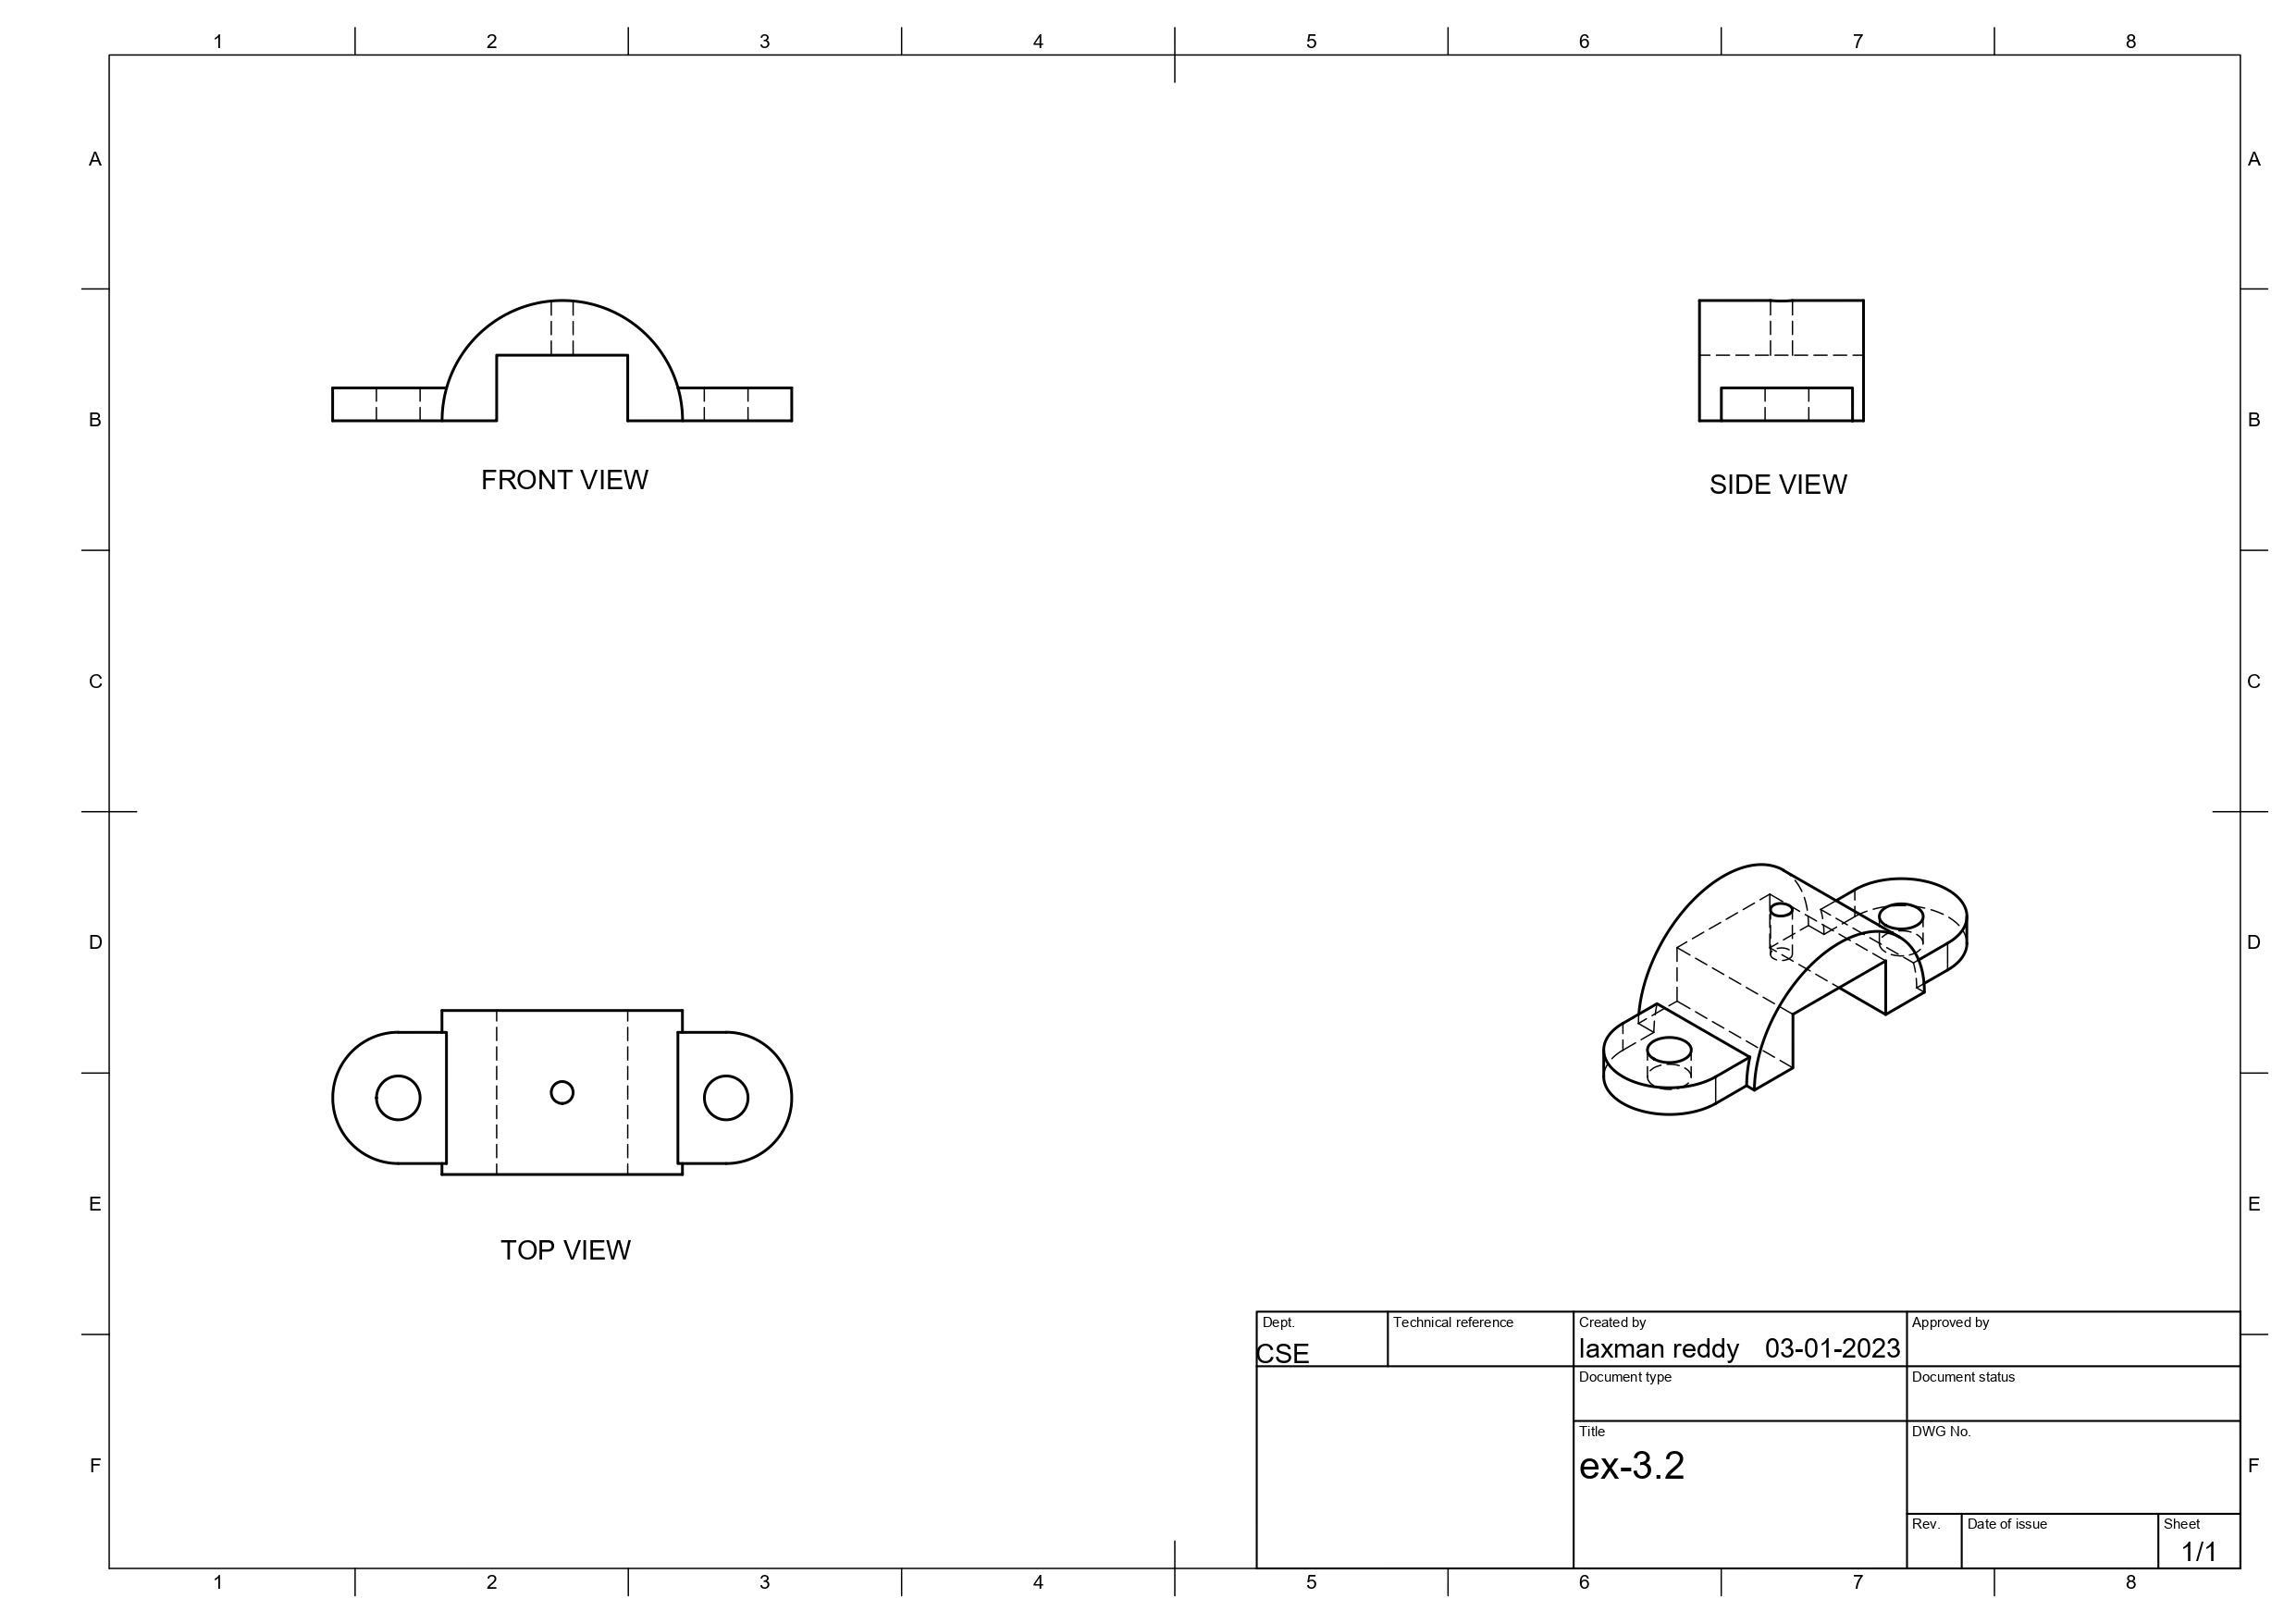 1 2 3 4 5 6 7 8
A A
B B
FRONT VIEW SIDE VIEW
C C
D D
E E
TOP VIEW
Dept. Technical reference Created by Approved by
CSE laxman reddy 03-01-2023
Document type Document status
Title DWG No.
ex-3.2
F F
Rev. Date of issue Sheet
1/1
1 2 3 4 5 6 7 8